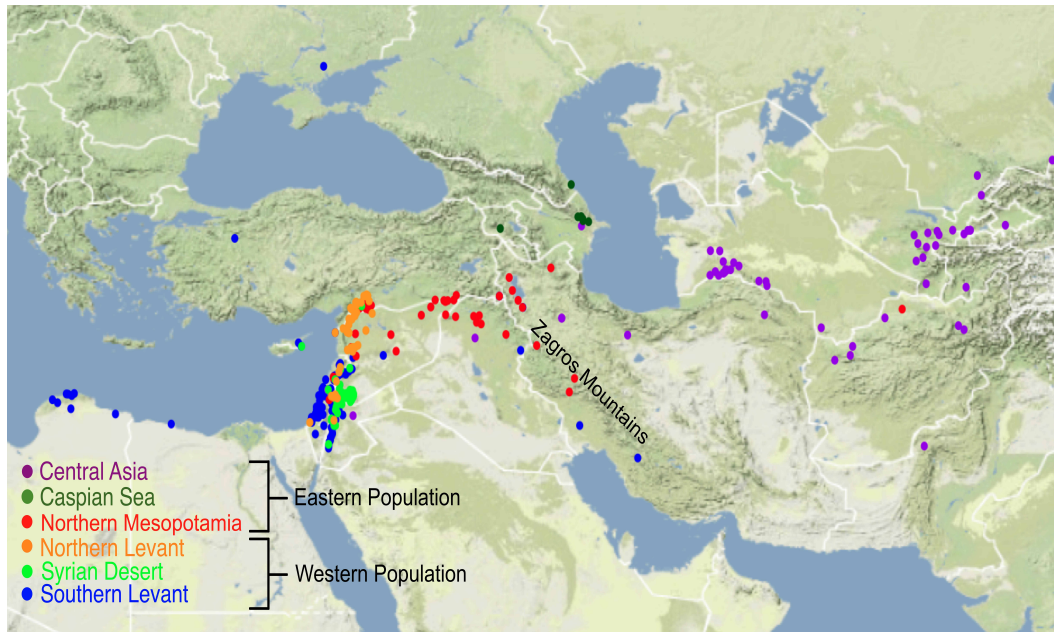 Zagros Mountains
Central Asia
Caspian Sea
Northern Mesopotamia
Northern Levant
Syrian Desert
Southern Levant
Eastern Population
Western Population